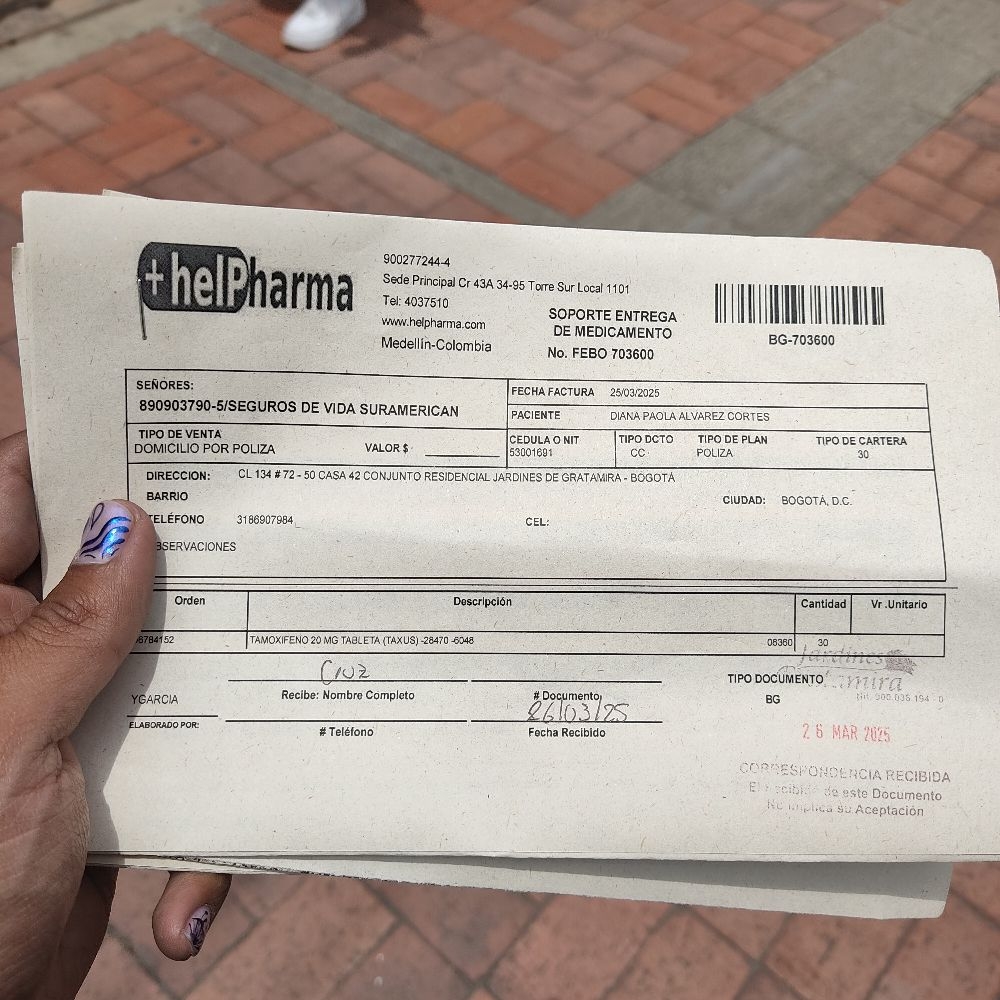 +helPharma
900277244-4
Sede Principal Cr 43A 34-95 Torre Sur Local 1101
Tel: 4037510
www.helpharma.com
Medellín-Colombia
SOPORTE ENTREGA
DE MEDICAMENTO
No. FEBO 703600
BG-703600
SEÑORES:
890903790-5/SEGUROS DE VIDA SURAMERICAN
FECHA FACTURA 25/03/2025
PACIENTE DIANA PAOLA ALVAREZ CORTES
TIPO DE VENTA
DOMICILIO POR POLIZA VALOR $
CEDULA O NIT TIPO DCTO TIPO DE PLAN TIPO DE CARTERA
53001691 CC POLIZA 30
DIRECCION: CL 134 # 72 - 50 CASA 42 CONJUNTO RESIDENCIAL JARDINES DE GRATAMIRA - BOGOTÁ
BARRIO CIUDAD: BOGOTÁ, D.C.
TELÉFONO 3186907984 CEL:
OBSERVACIONES
Orden Descripción Cantidad Vr .Unitario
TAMOXIFENO 20 MG TABLETA (TAXUS) -28470 -6048 08360 30
Cruz
Recibe: Nombre Completo # Documento
YGARCIA
ELABORADO POR:
26/03/25
# Teléfono Fecha Recibido
TIPO DOCUMENTO
BG
Jardines
26 MAR 2025
CORRESPONDENCIA RECIBIDA
El recibido de este Documento
No implica su Aceptación